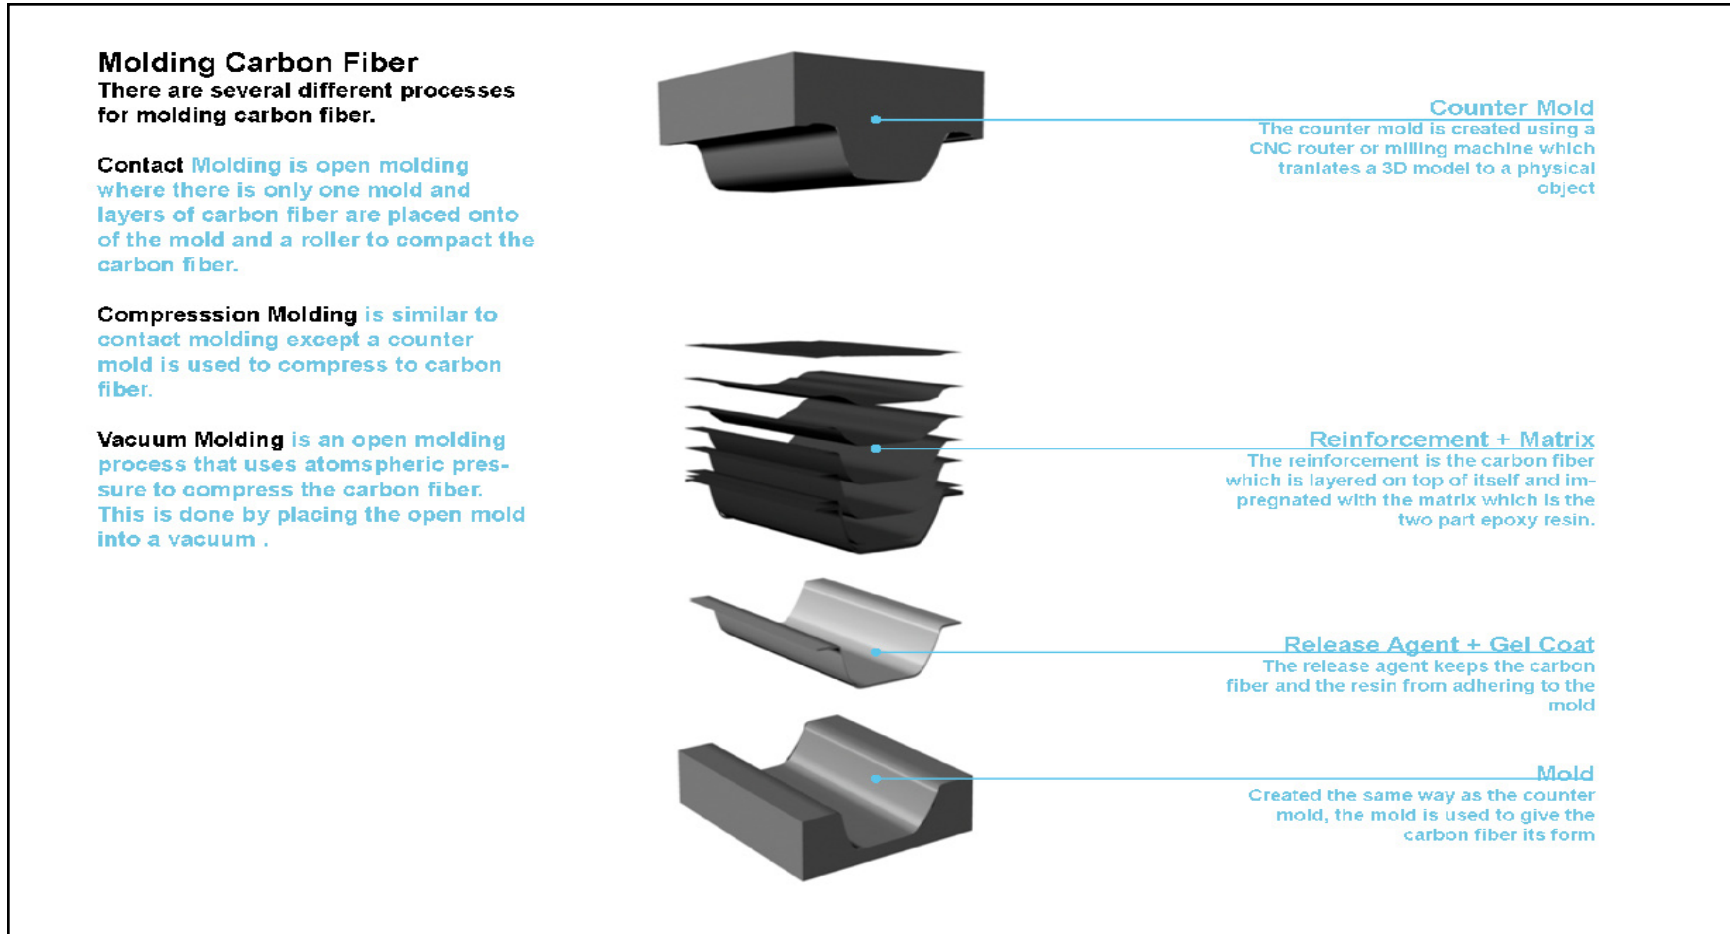 Molding Carbon Fiber
There are several different processes
for molding carbon fiber.
Contact Molding is open molding
where there is only one mold and
layers of carbon fiber are placed onto
of the mold and a roller to compact the
carbon fiber.
Compresssion Molding is similar to
contact molding except a counter
mold is used to compress to carbon
fiber.
Vacuum Molding is an open molding
process that uses atomspheric pres-
sure to compress the carbon fiber.
This is done by placing the open mold
into a vacuum .
Counter Mold
The counter mold is created using a
CNC router or milling machine which
tranlates a 3D model to a physical
object
Reinforcement + Matrix
The reinforcement is the carbon fiber
which is layered on top of itself and im-
pregnated with the matrix which is the
two part epoxy resin.
Release Agent + Gel Coat
The release agent keeps the carbon
fiber and the resin from adhering to the
mold
Mold
Created the same way as the counter
mold, the mold is used to give the
carbon fiber its form